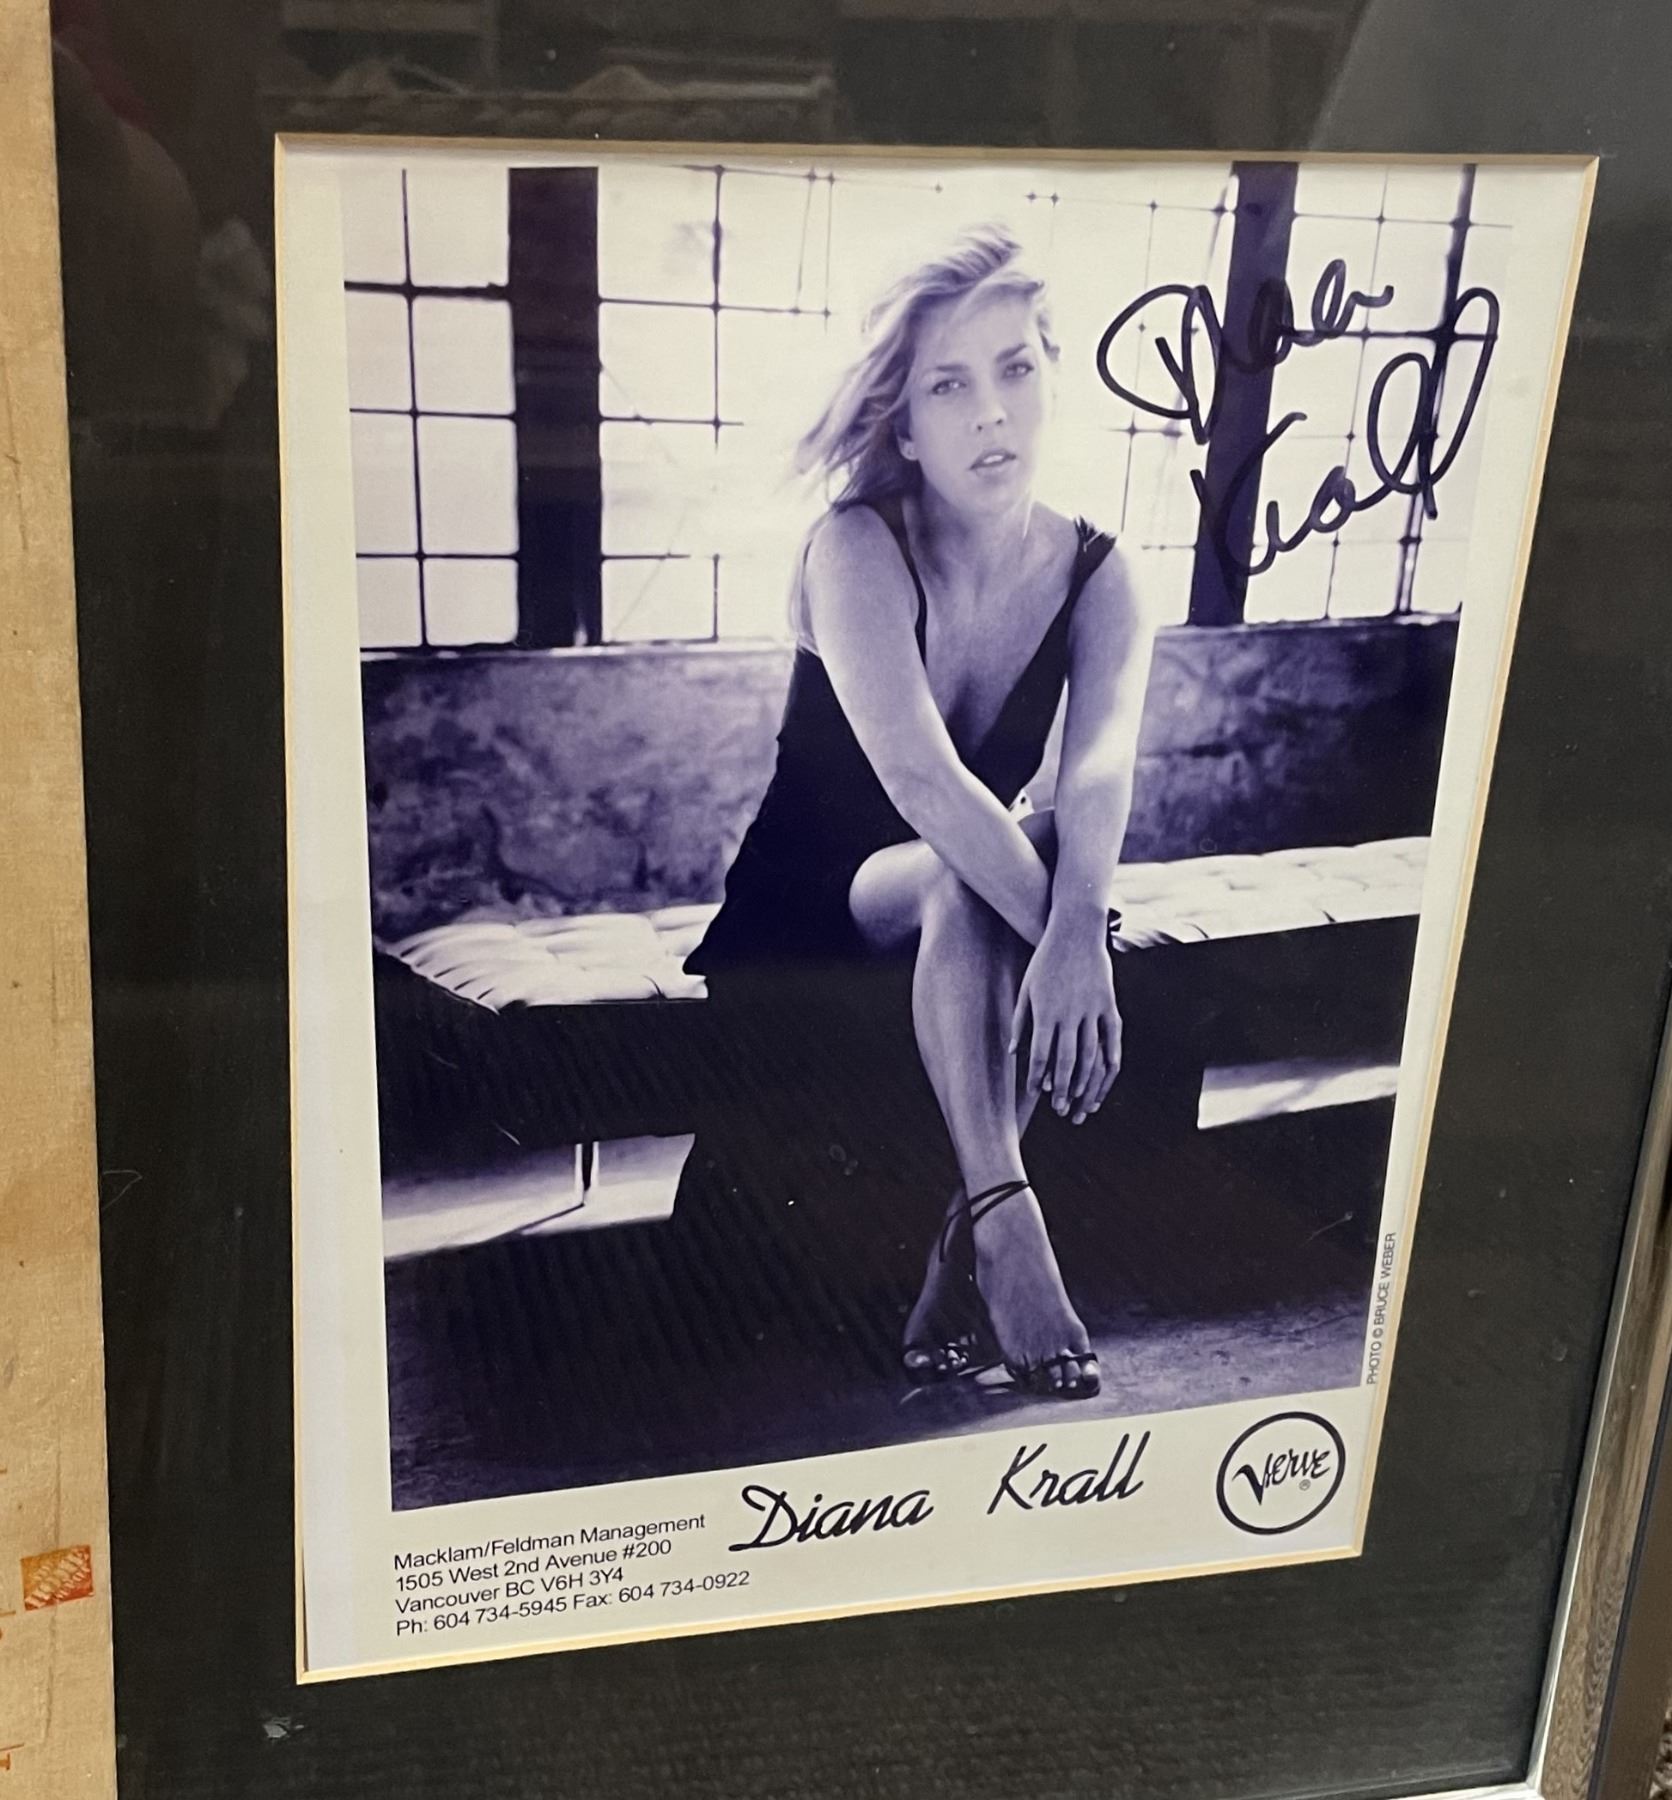 Diana
Krall
PHOTO © BRUCE WEBER
Diana Krall
Verve®
Macklam/Feldman Management
1505 West 2nd Avenue #200
Vancouver BC V6H 3Y4
Ph: 604 734-5945 Fax: 604 734-0922